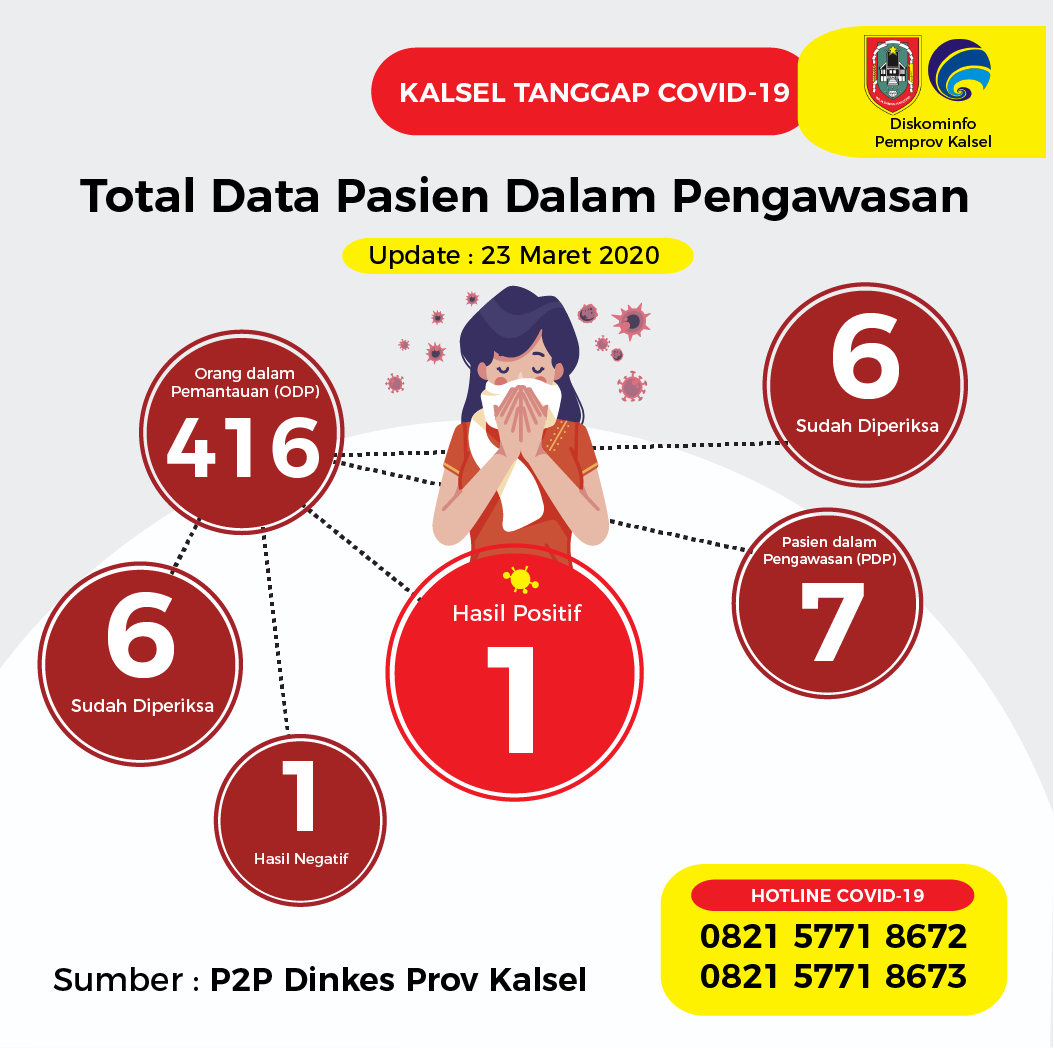 KALSEL TANGGAP COVID-19
Diskominfo
Pemprov Kalsel
Total Data Pasien Dalam Pengawasan
Update : 23 Maret 2020
Orang dalam
Pemantauan (ODP)
416
6
Sudah Diperiksa
Pasien dalam
Pengawasan (PDP)
7
6
Sudah Diperiksa
Hasil Positif
1
1
Hasil Negatif
HOTLINE COVID-19
0821 5771 8672
0821 5771 8673
Sumber : P2P Dinkes Prov Kalsel